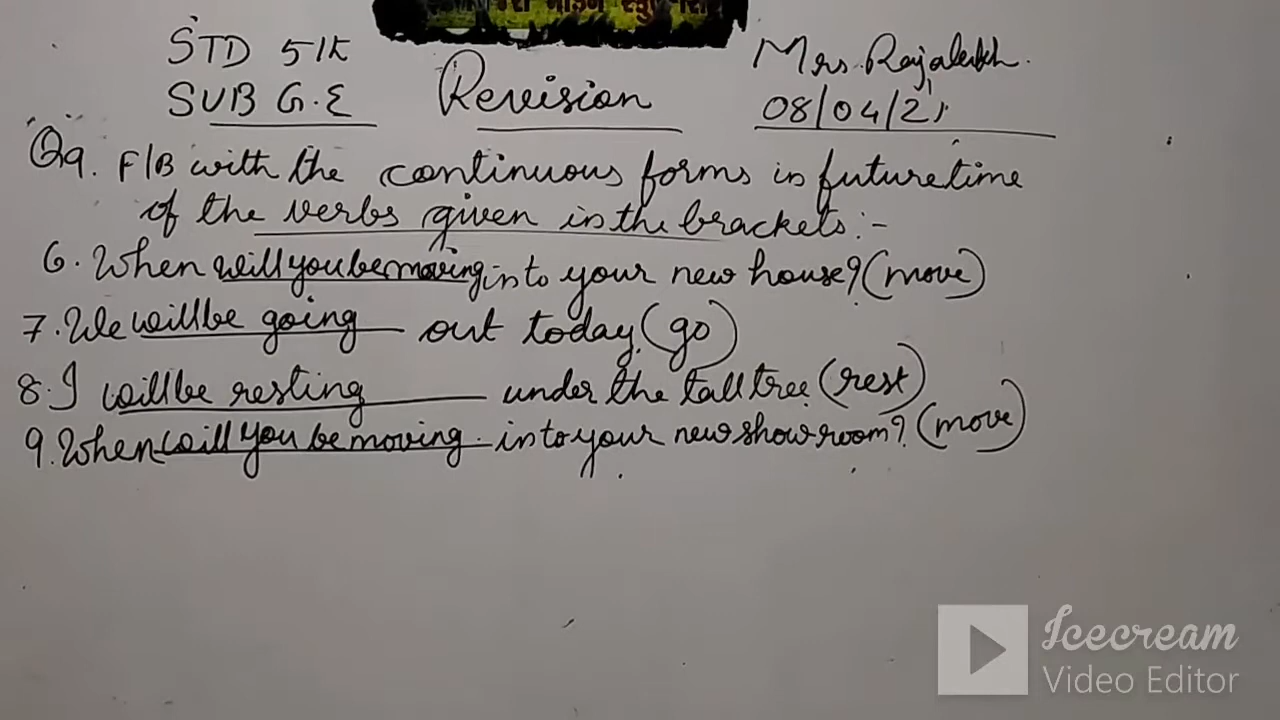 STD 5th
SUB G.E
Revision
Mrs. Rajalekh.
08/04/21
Q9. F/B with the continuous forms in future time
of the verbs given in the brackets:-
6. When will you be moving into your new house? (move)
7. We will be going out today. (go)
8. I will be resting under the tall tree (rest)
9. When will you be moving into your new showroom? (move)
Icecream
Video Editor